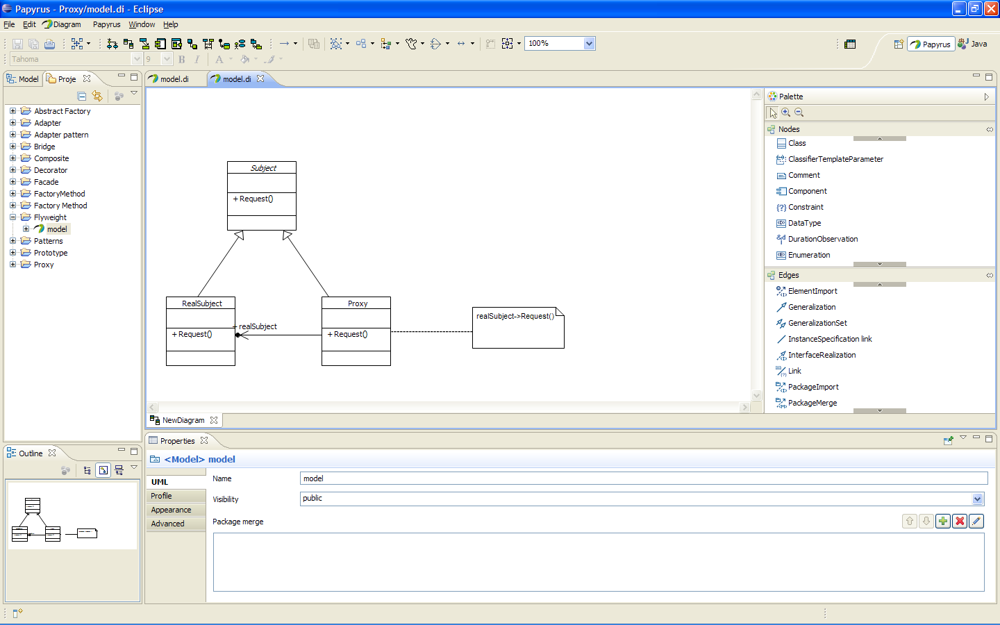 Papyrus - Proxy/model.di - Eclipse
File Edit Diagram Papyrus Window Help
100%
Papyrus Java
Tahoma 9 B I A
Model Proje
model.di model.di
Abstract Factory
Adapter
Adapter pattern
Bridge
Composite
Decorator
Facade
FactoryMethod
Factory Method
Flyweight
model
Patterns
Prototype
Proxy
Subject
+ Request()
RealSubject
+ Request()
+ realSubject
Proxy
+ Request()
realSubject->Request()
NewDiagram
Palette
Nodes
Class
ClassifierTemplateParameter
Comment
Component
Constraint
DataType
DurationObservation
Enumeration
Edges
ElementImport
Generalization
GeneralizationSet
InstanceSpecification link
InterfaceRealization
Link
PackageImport
PackageMerge
Outline
Properties
<Model> model
UML
Profile
Appearance
Advanced
Name model
Visibility public
Package merge